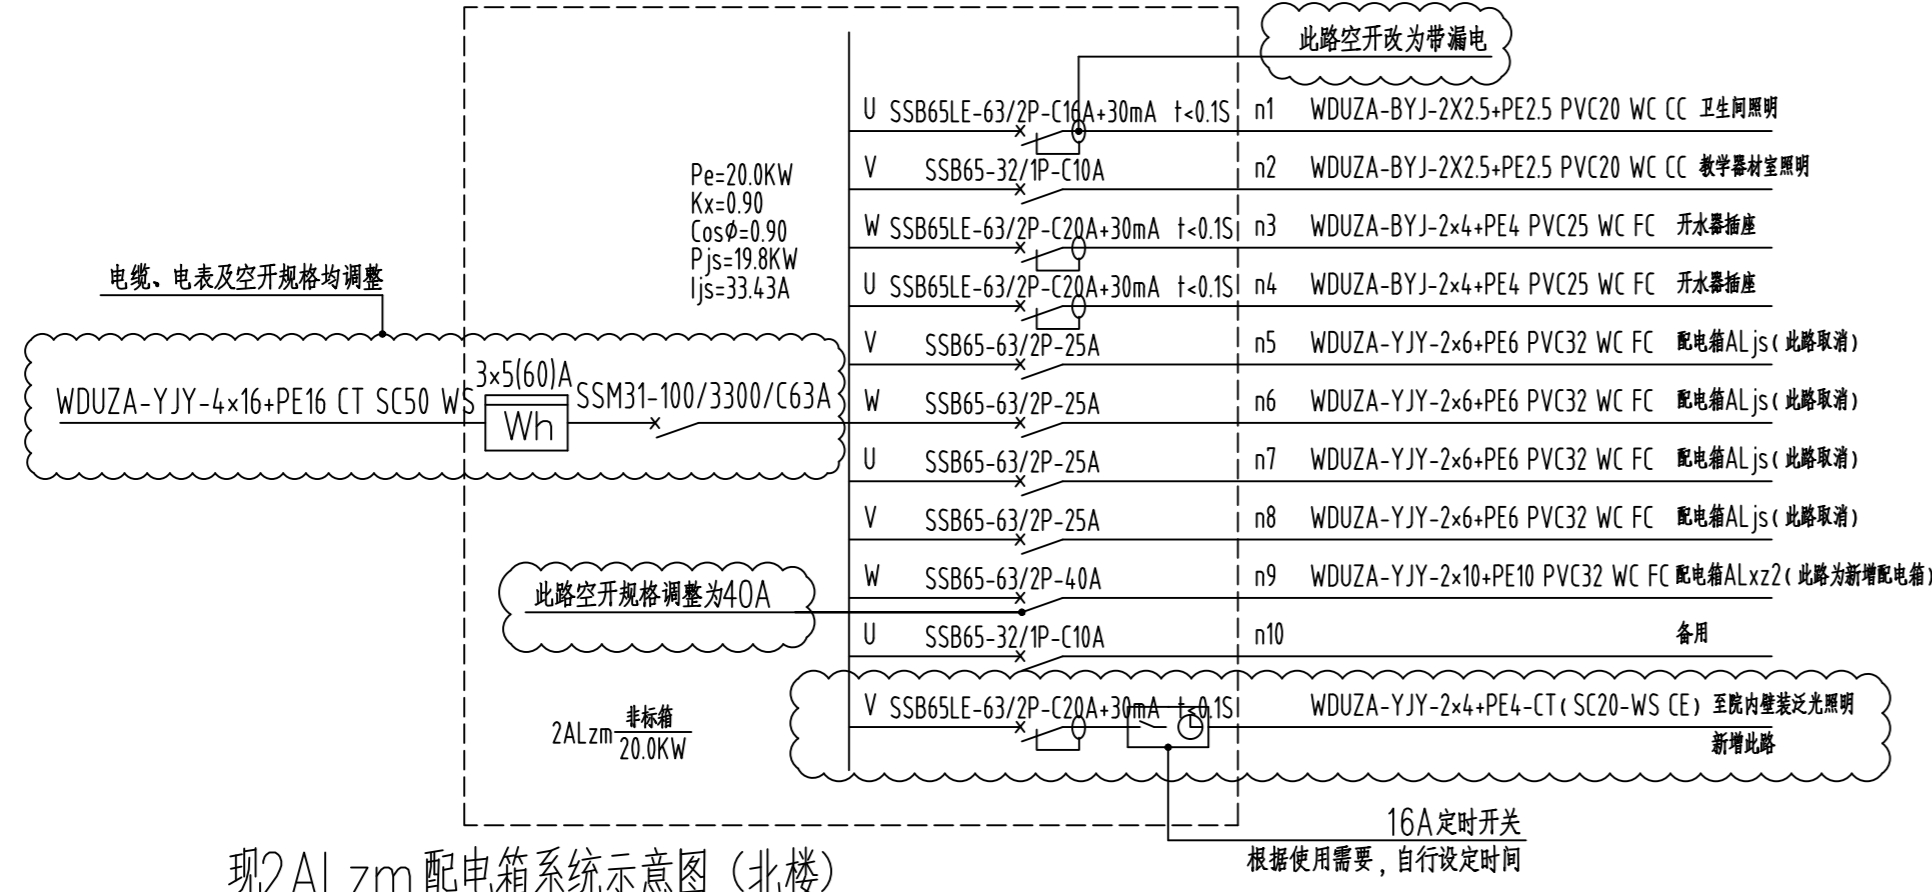 此路空开改为带漏电
U SSB65LE-63/2P-C16A+30mA t<0.1S n1 WDUZA-BYJ-2X2.5+PE2.5 PVC20 WC CC 卫生间照明
V SSB65-32/1P-C10A n2 WDUZA-BYJ-2X2.5+PE2.5 PVC20 WC CC 教学器材室照明
W SSB65LE-63/2P-C20A+30mA t<0.1S n3 WDUZA-BYJ-2×4+PE4 PVC25 WC FC 开水器插座
U SSB65LE-63/2P-C20A+30mA t<0.1S n4 WDUZA-BYJ-2×4+PE4 PVC25 WC FC 开水器插座
V SSB65-63/2P-25A n5 WDUZA-YJY-2×6+PE6 PVC32 WC FC 配电箱ALjs(此路取消)
W SSB65-63/2P-25A n6 WDUZA-YJY-2×6+PE6 PVC32 WC FC 配电箱ALjs(此路取消)
U SSB65-63/2P-25A n7 WDUZA-YJY-2×6+PE6 PVC32 WC FC 配电箱ALjs(此路取消)
V SSB65-63/2P-25A n8 WDUZA-YJY-2×6+PE6 PVC32 WC FC 配电箱ALjs(此路取消)
W SSB65-63/2P-40A n9 WDUZA-YJY-2×10+PE10 PVC32 WC FC 配电箱ALxz2(此路为新增配电箱)
U SSB65-32/1P-C10A n10 备用
V SSB65LE-63/2P-C20A+30mA t<0.1S WDUZA-YJY-2×4+PE4-CT(SC20-WS CE) 至院内壁装泛光照明
新增此路
Pe=20.0KW
Kx=0.90
CosØ=0.90
Pjs=19.8KW
Ijs=33.43A
电缆、电表及空开规格均调整
WDUZA-YJY-4×16+PE16 CT SC50 WS
3×5(60)A
Wh
SSM31-100/3300/C63A
此路空开规格调整为40A
2ALzm
非标箱
20.0KW
16A定时开关
根据使用需要,自行设定时间
现2ALzm配电箱系统示意图(北楼)